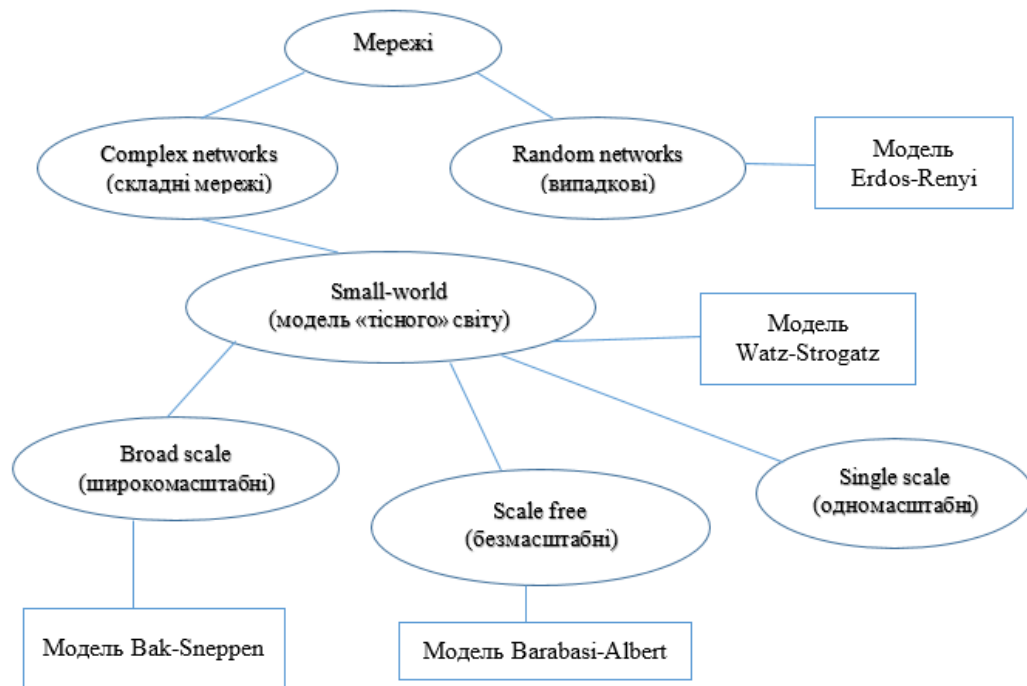 Мережі
Complex networks
(складні мережі)
Random networks
(випадкові)
Модель
Erdos-Renyi
Small-world
(модель «тісного» світу)
Модель
Watz-Strogatz
Broad scale
(широкомасштабні)
Scale free
(безмасштабні)
Single scale
(одномасштабні)
Модель Bak-Sneppen
Модель Barabasi-Albert